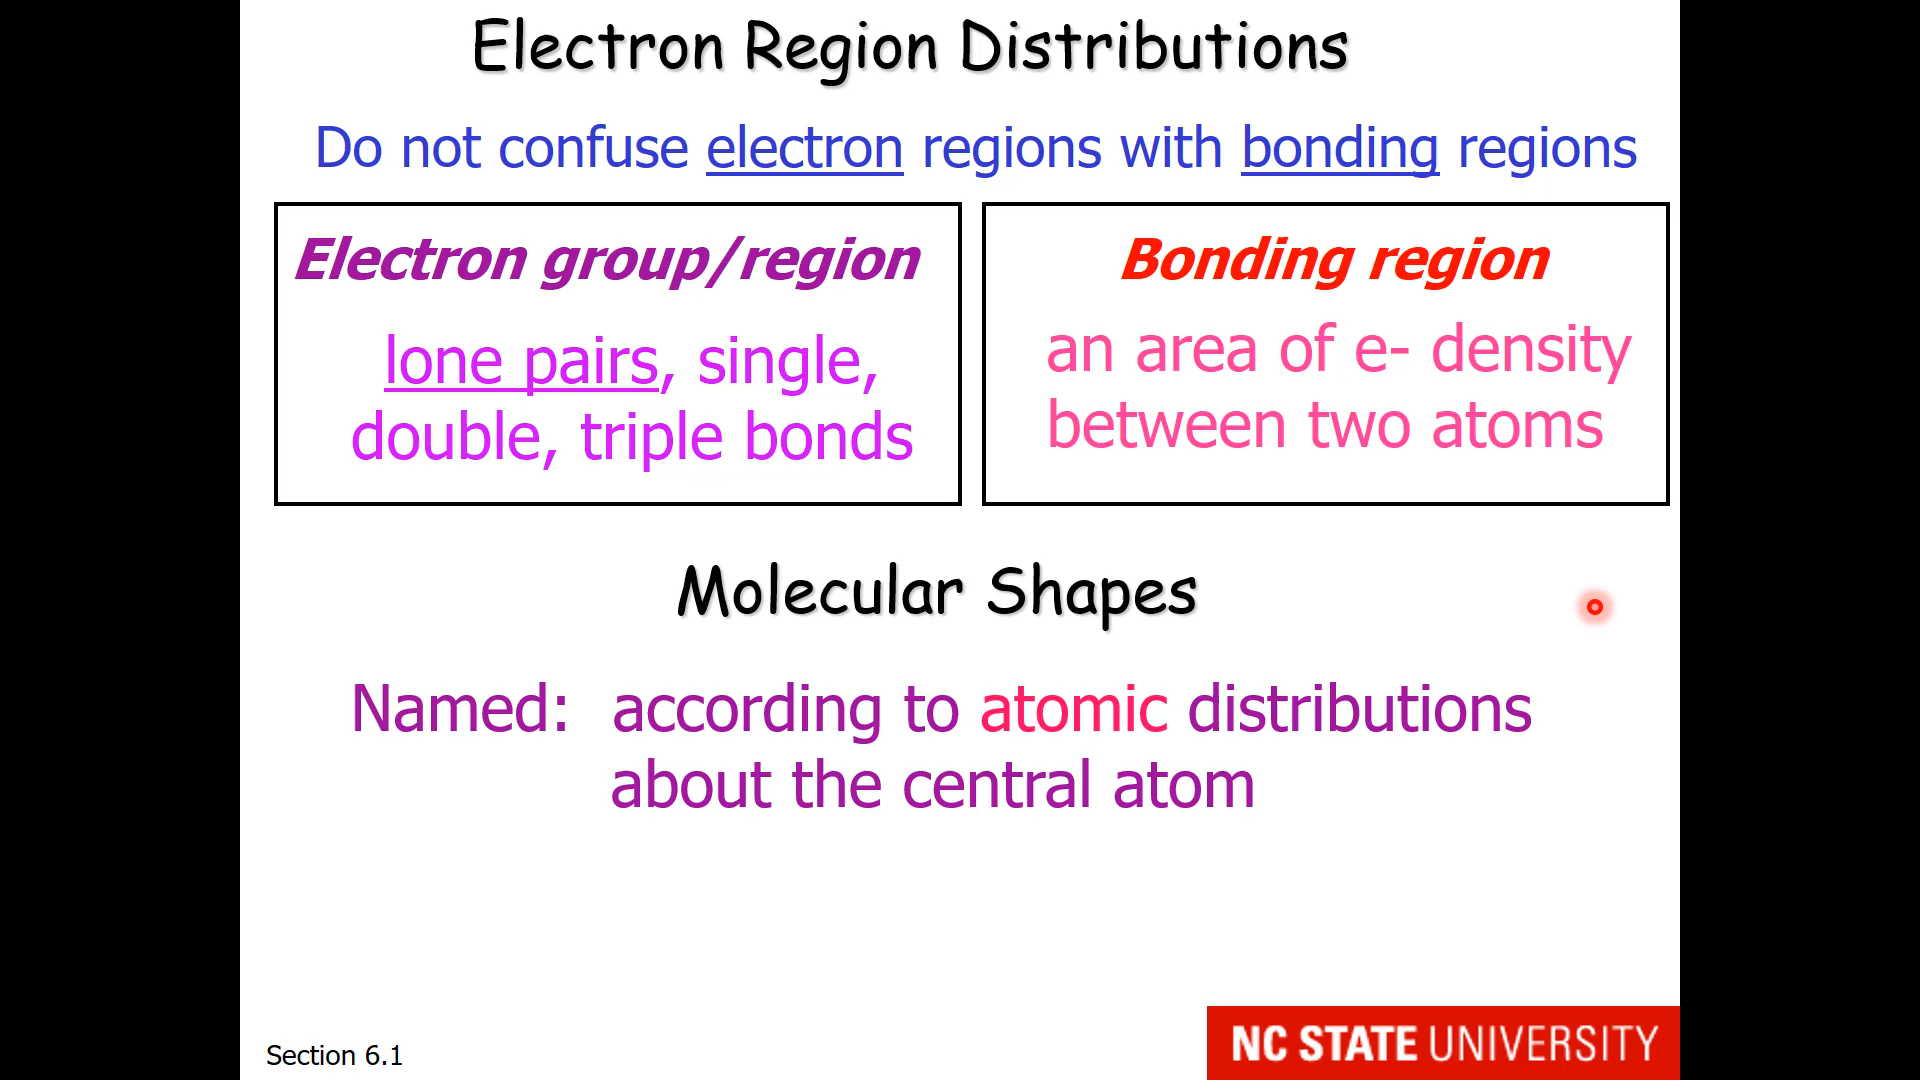 Electron Region Distributions
Do not confuse electron regions with bonding regions
Electron group/region
lone pairs, single,
double, triple bonds
Bonding region
an area of e- density
between two atoms
Molecular Shapes
Named: according to atomic distributions
about the central atom
Section 6.1
NC STATE UNIVERSITY